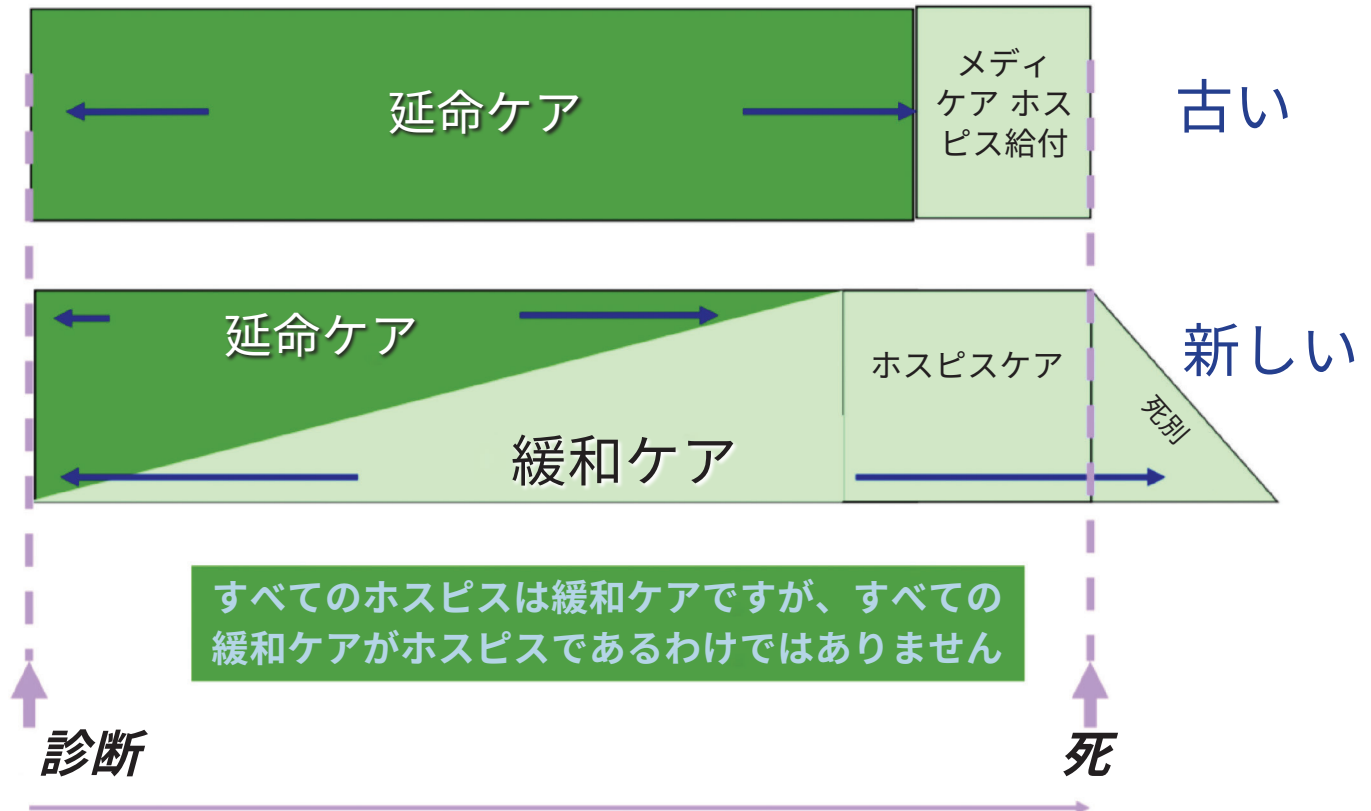 延命ケア
メディ
ケア ホス
ピス給付
古い
延命ケア
ホスピスケア
新しい
死別
緩和ケア
すべてのホスピスは緩和ケアですが、すべての
緩和ケアがホスピスであるわけではありません
診断
死